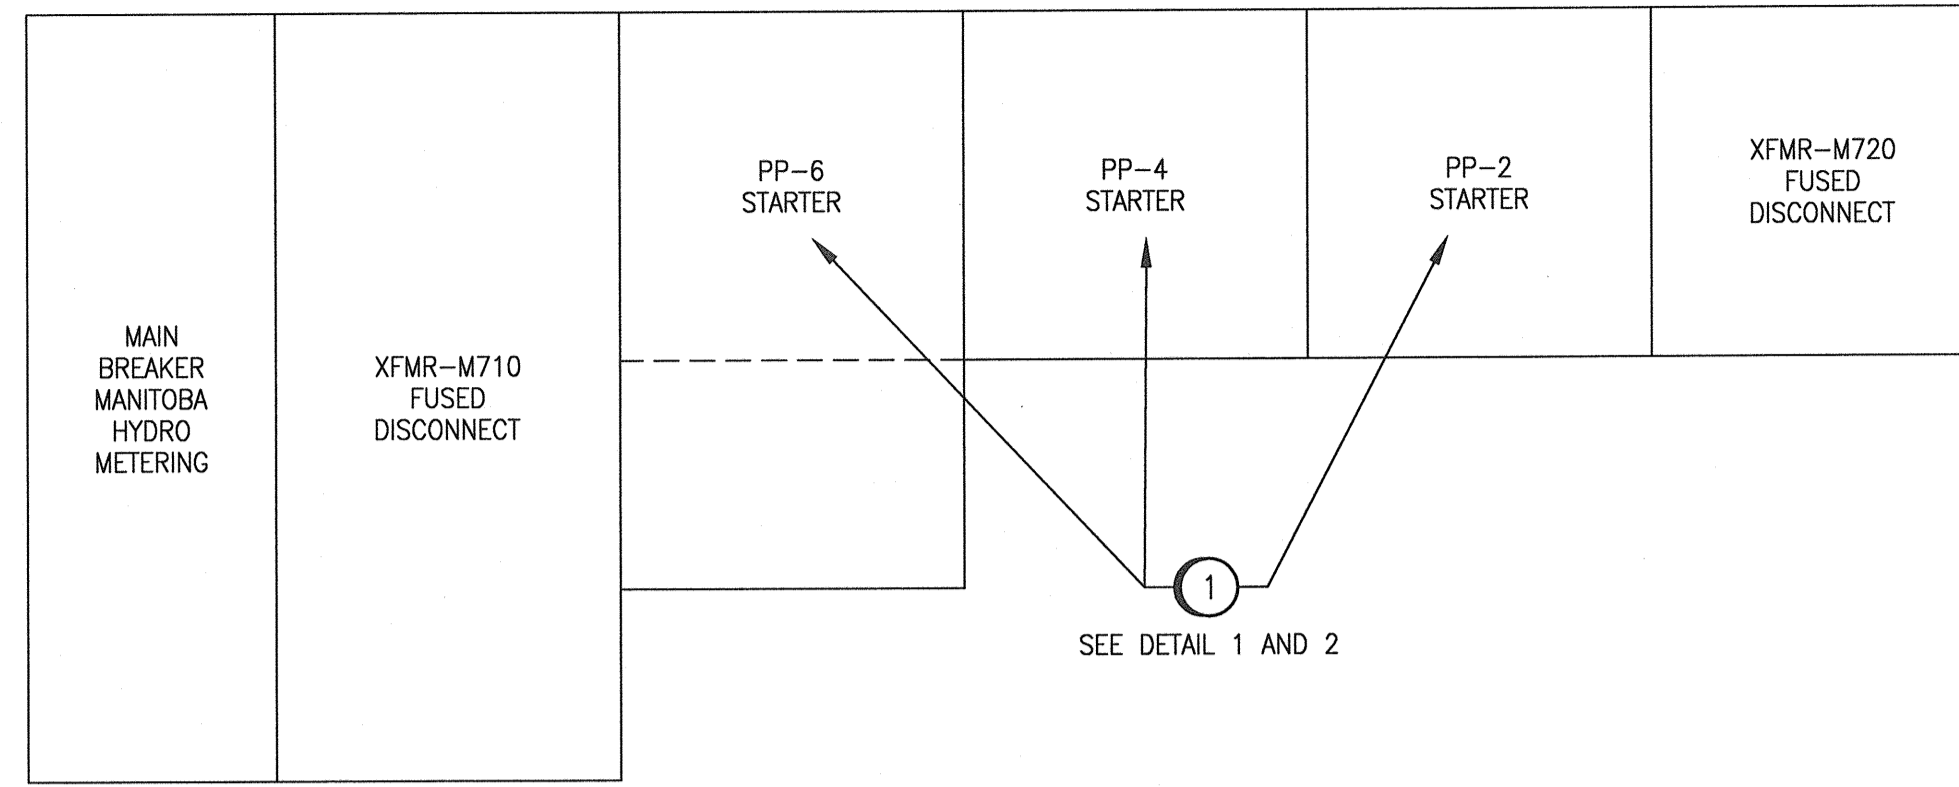 MAIN
BREAKER
MANITOBA
HYDRO
METERING
XFMR-M710
FUSED
DISCONNECT
PP-6
STARTER
PP-4
STARTER
PP-2
STARTER
XFMR-M720
FUSED
DISCONNECT
1
SEE DETAIL 1 AND 2